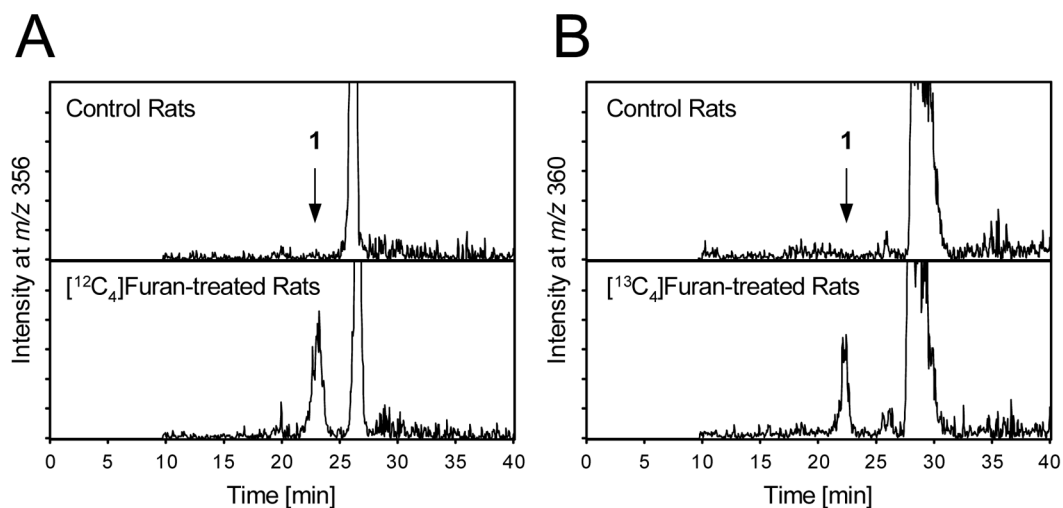 A
Control Rats
1
[¹²C₄]Furan-treated Rats
Intensity at m/z 356
0 5 10 15 20 25 30 35 40
Time [min]
B
Control Rats
1
[¹³C₄]Furan-treated Rats
Intensity at m/z 360
0 5 10 15 20 25 30 35 40
Time [min]